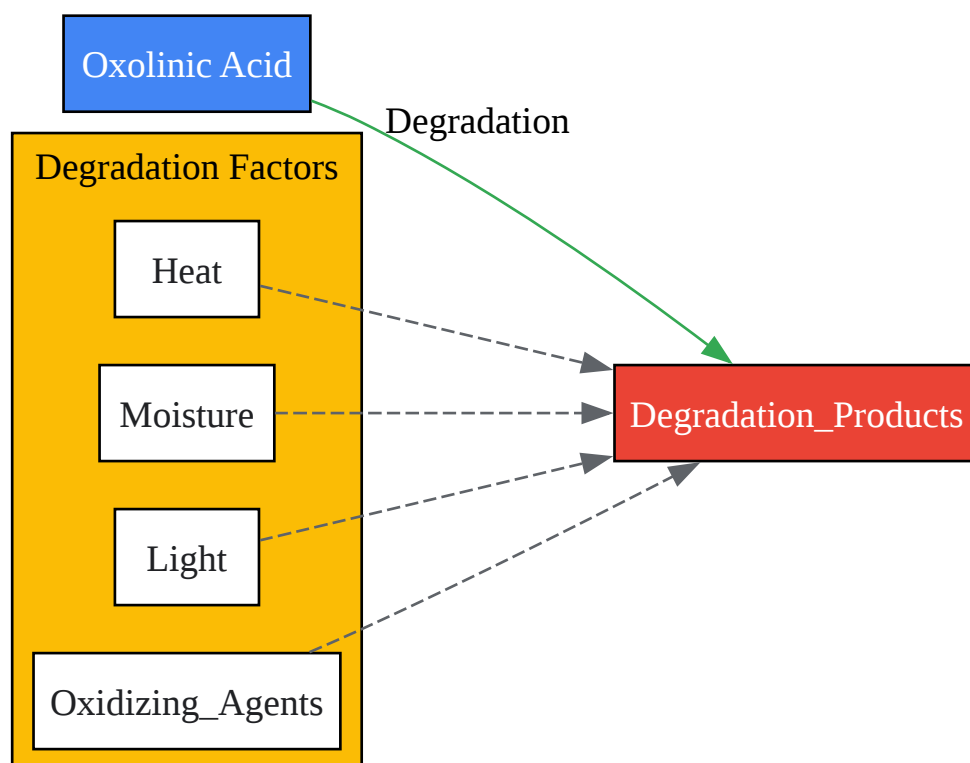 Oxolinic Acid
Degradation
Degradation Factors
Heat
Moisture
Degradation_Products
Light
Oxidizing_Agents